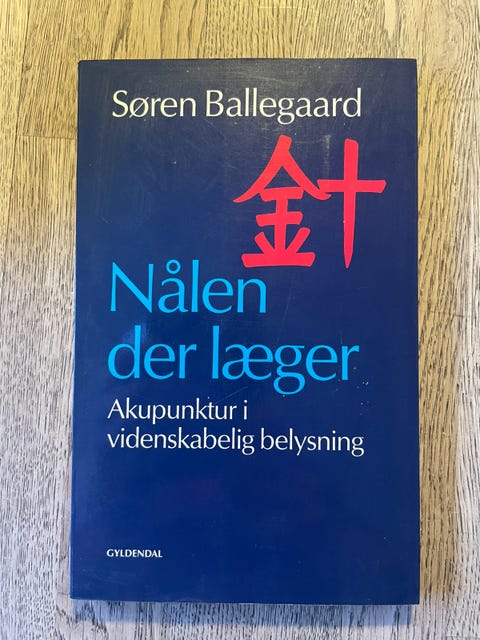 Søren Ballegaard
針
Nålen
der læger
Akupunktur i
videnskabelig belysning
GYLDENDAL